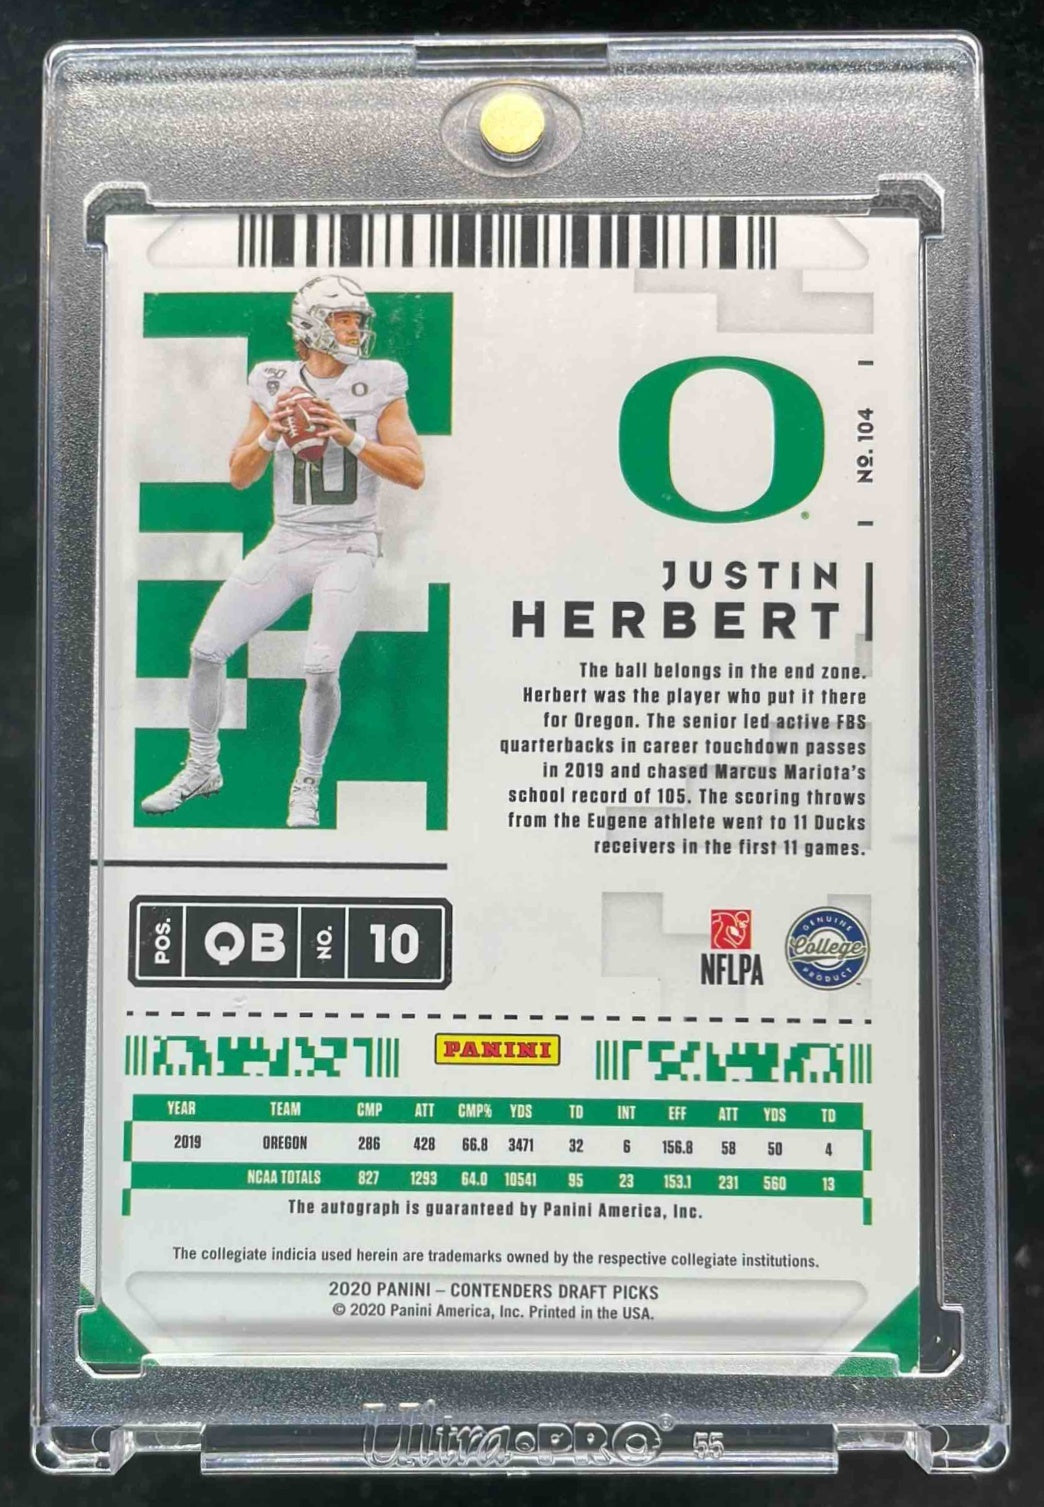 No. 104
O
JUSTIN
HERBERT
The ball belongs in the end zone.
Herbert was the player who put it there
for Oregon. The senior led active FBS
quarterbacks in career touchdown passes
in 2019 and chased Marcus Mariota's
school record of 105. The scoring throws
from the Eugene athlete went to 11 Ducks
receivers in the first 11 games.
10
POS. QB NO. 10
NFLPA
GENUINE
College
PRODUCT
PANINI
YEAR TEAM CMP ATT CMP% YDS TD INT EFF ATT YDS TD
2019 OREGON 286 428 66.8 3471 32 6 156.8 58 50 4
NCAA TOTALS 827 1293 64.0 10541 95 23 153.1 231 560 13
The autograph is guaranteed by Panini America, Inc.
The collegiate indicia used herein are trademarks owned by the respective collegiate institutions.
2020 PANINI – CONTENDERS DRAFT PICKS
© 2020 Panini America, Inc. Printed in the USA.
Ultra·PRO® 55